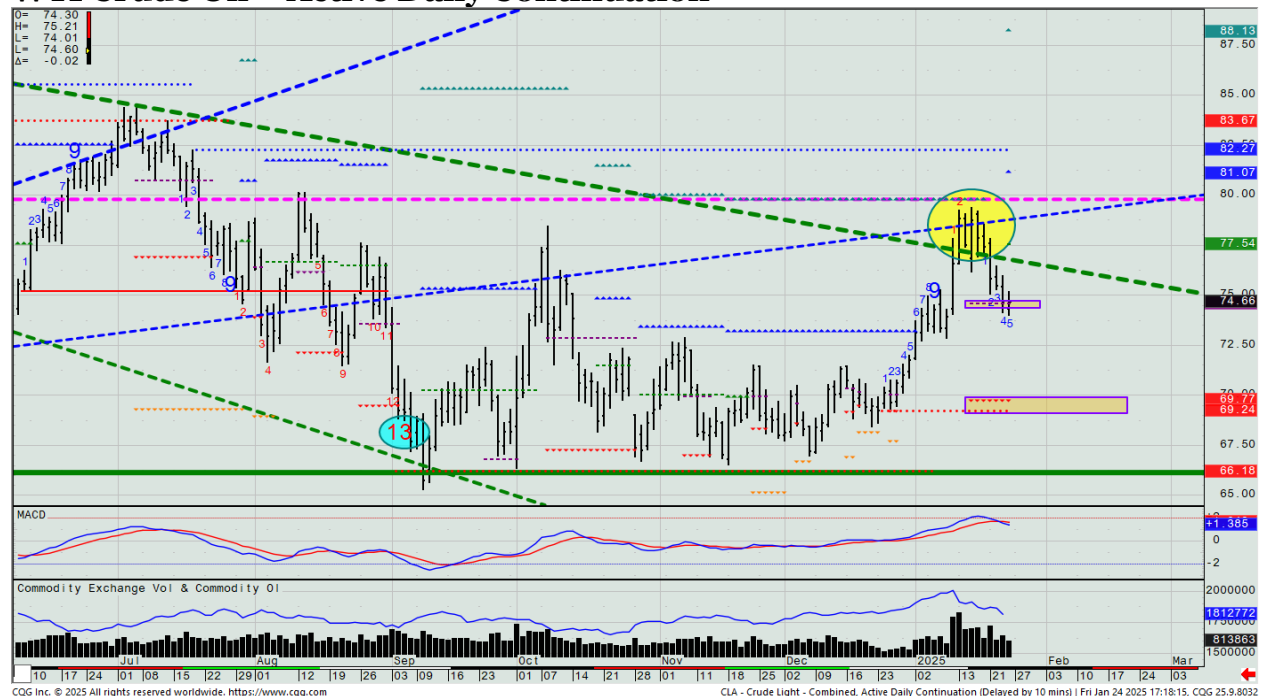 O= 74.30
H= 75.21
L= 74.01
L= 74.60
Δ= -0.02
88.13
87.50
85.00
83.67
82.27
81.07
80.00
77.54
75.00
74.66
72.50
70.00
69.77
69.24
67.50
66.18
65.00
9
9
13
9
MACD
+1.385
0
-2
Commodity Exchange Vol & Commodity OI
2000000
1812772
1750000
813863
1500000
Jul Aug Sep Oct Nov Dec 2025 Feb Mar
10 17 24 01 08 15 22 29 01 12 19 26 03 09 16 23 01 07 14 21 28 01 11 18 25 02 09 16 23 02 13 21 27 03 10 18 24 03
CQG Inc. © 2025 All rights reserved worldwide. https://www.cqg.com
CLA - Crude Light - Combined, Active Daily Continuation (Delayed by 10 mins) | Fri Jan 24 2025 17:18:15, CQG 25.9.8032